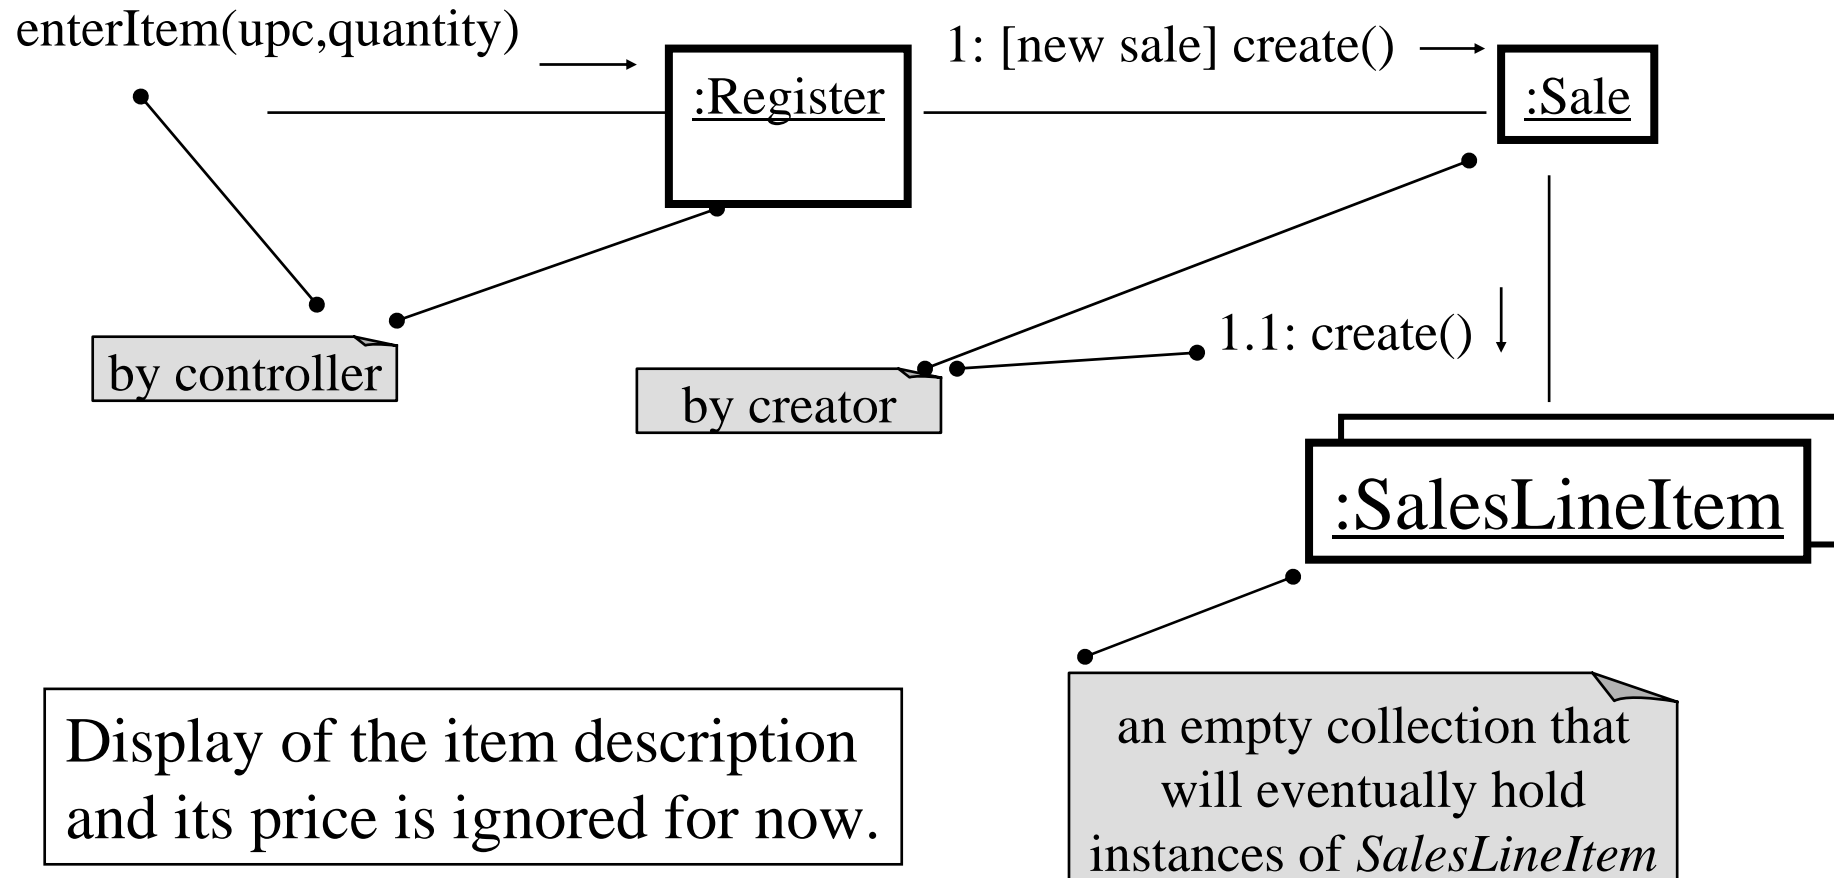 enterItem(upc,quantity)
1: [new sale] create()
:Register
:Sale
1.1: create()
by controller
by creator
:SalesLineItem
Display of the item description
and its price is ignored for now.
an empty collection that
will eventually hold
instances of SalesLineItem